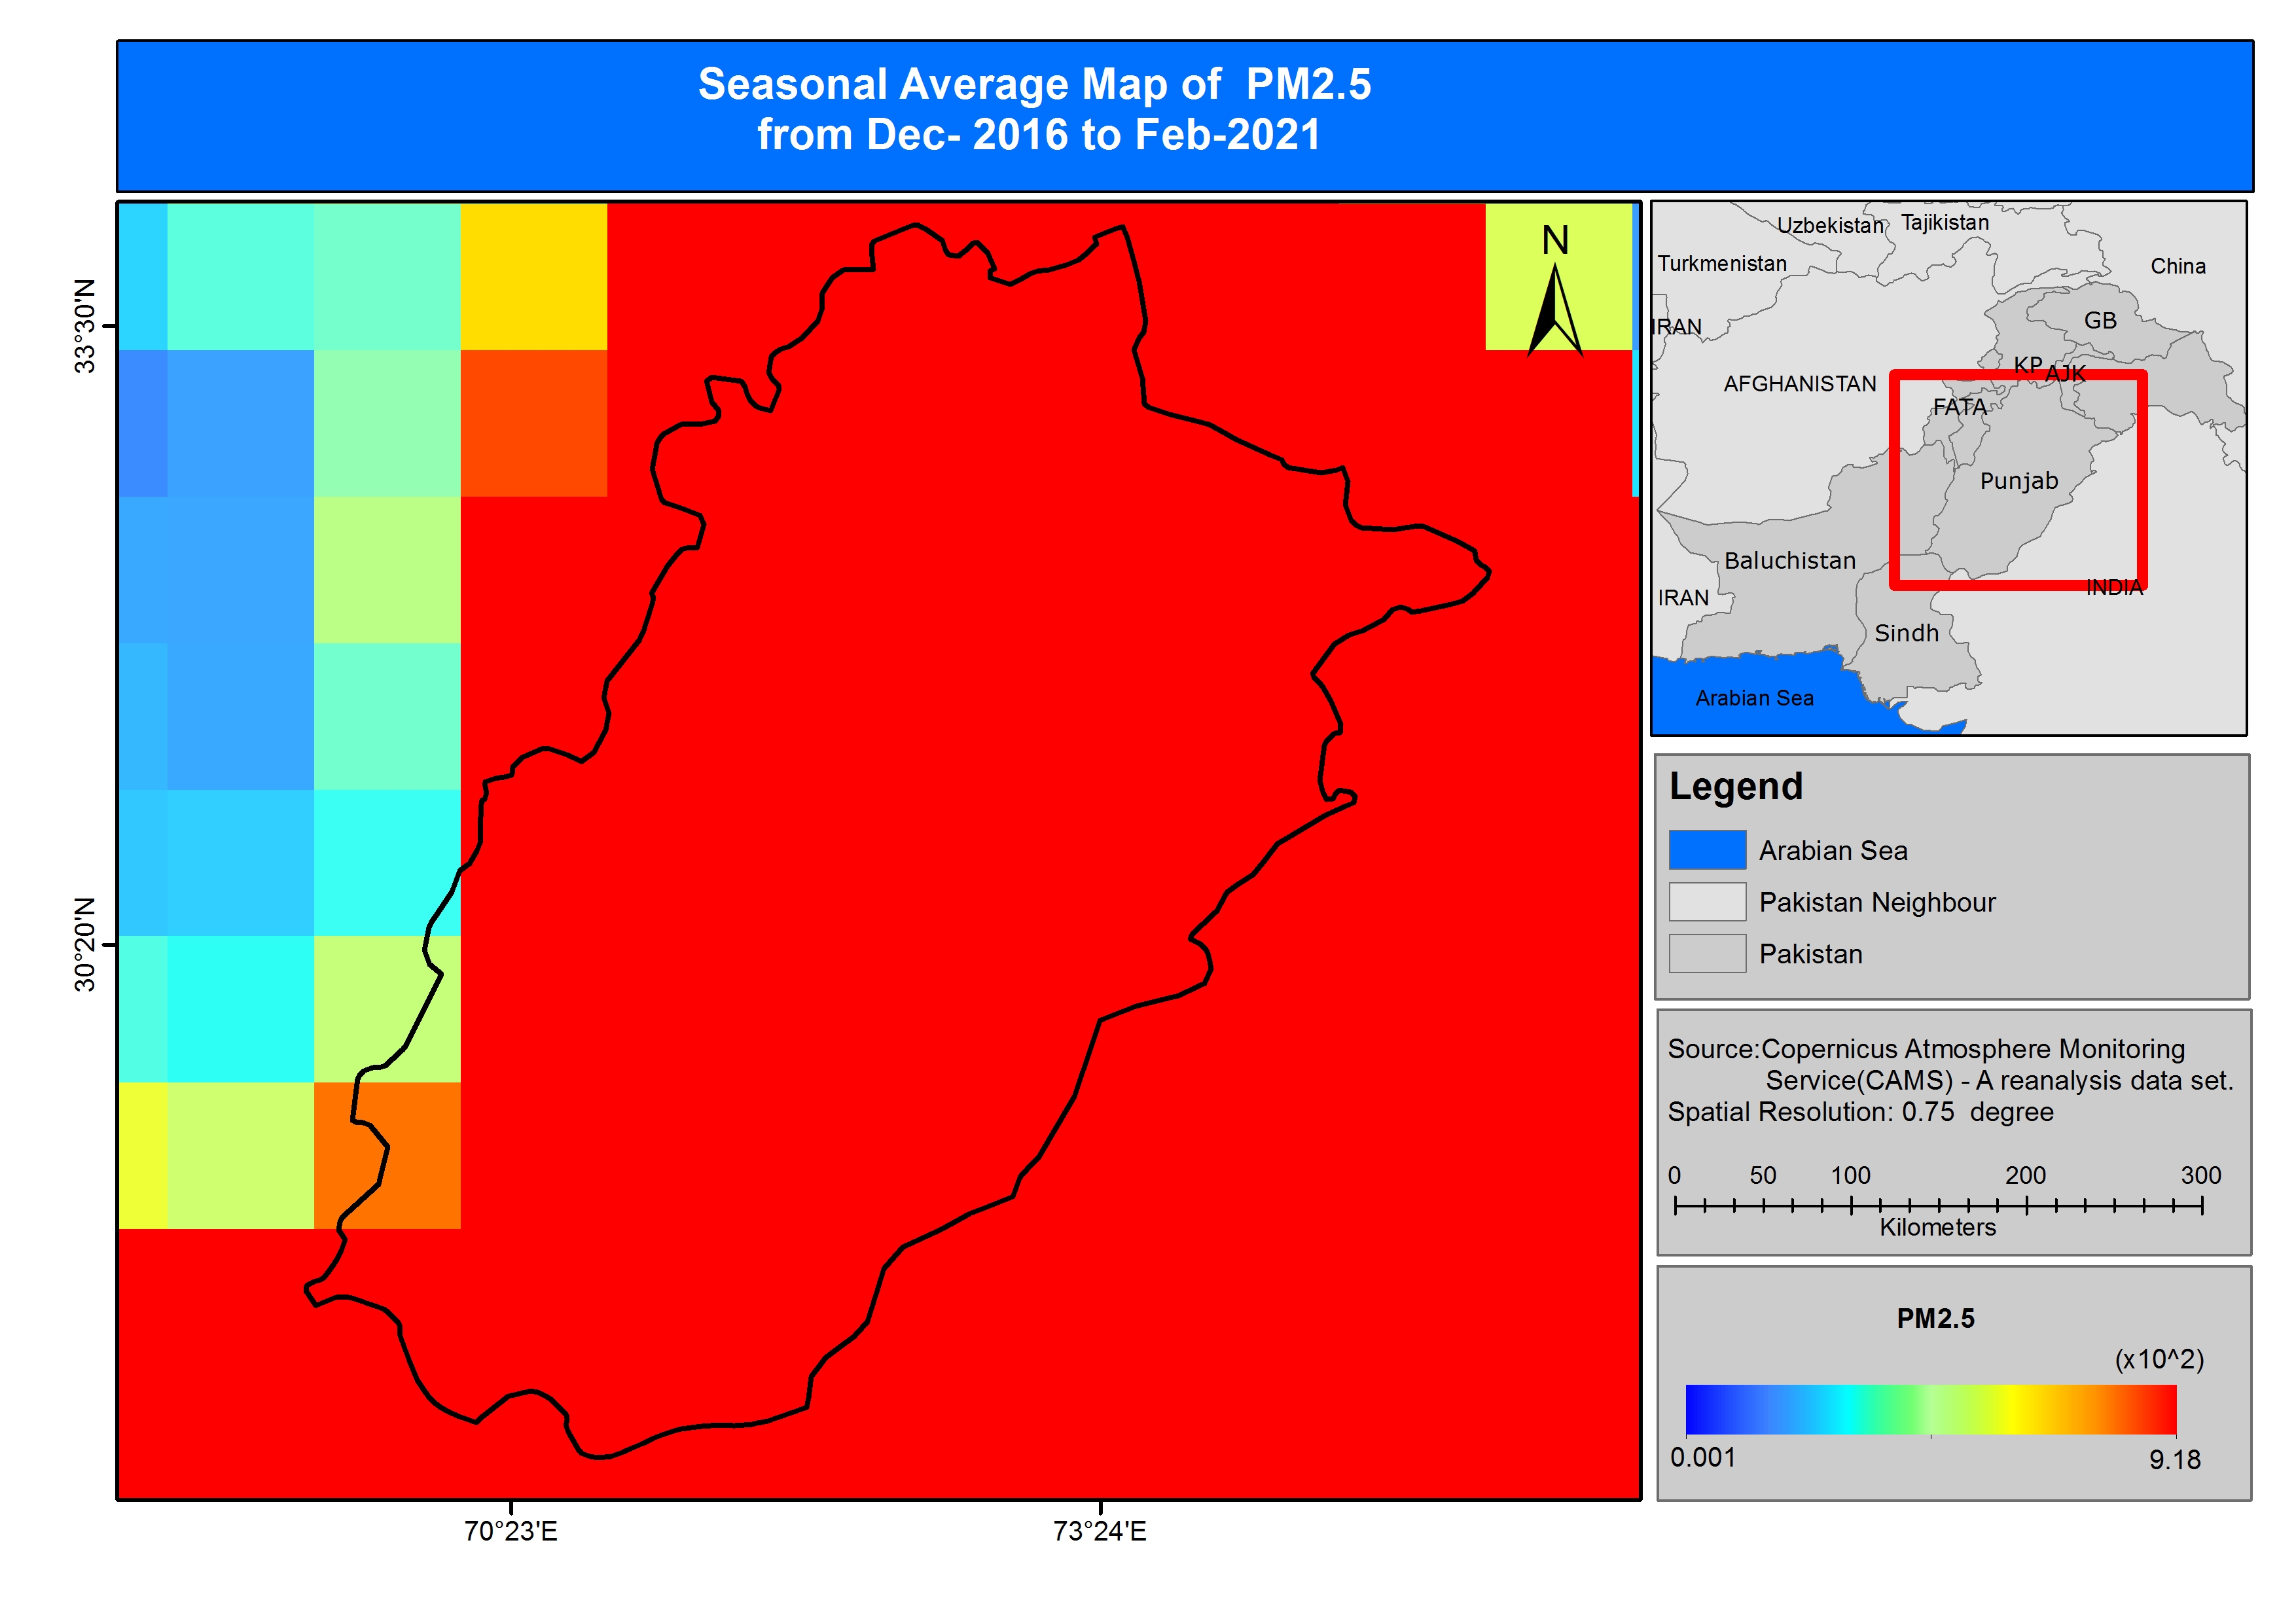 Seasonal Average Map of  PM2.5
from Dec- 2016 to Feb-2021
33°30'N
30°20'N
70°23'E
73°24'E
N
Uzbekistan
Tajikistan
Turkmenistan
China
IRAN
GB
KP
AJK
AFGHANISTAN
FATA
Punjab
Baluchistan
INDIA
IRAN
Sindh
Arabian Sea
Legend
Arabian Sea
Pakistan Neighbour
Pakistan
Source:Copernicus Atmosphere Monitoring
Service(CAMS) - A reanalysis data set.
Spatial Resolution: 0.75  degree
0 50 100 200 300
Kilometers
PM2.5
(x10^2)
0.001 9.18